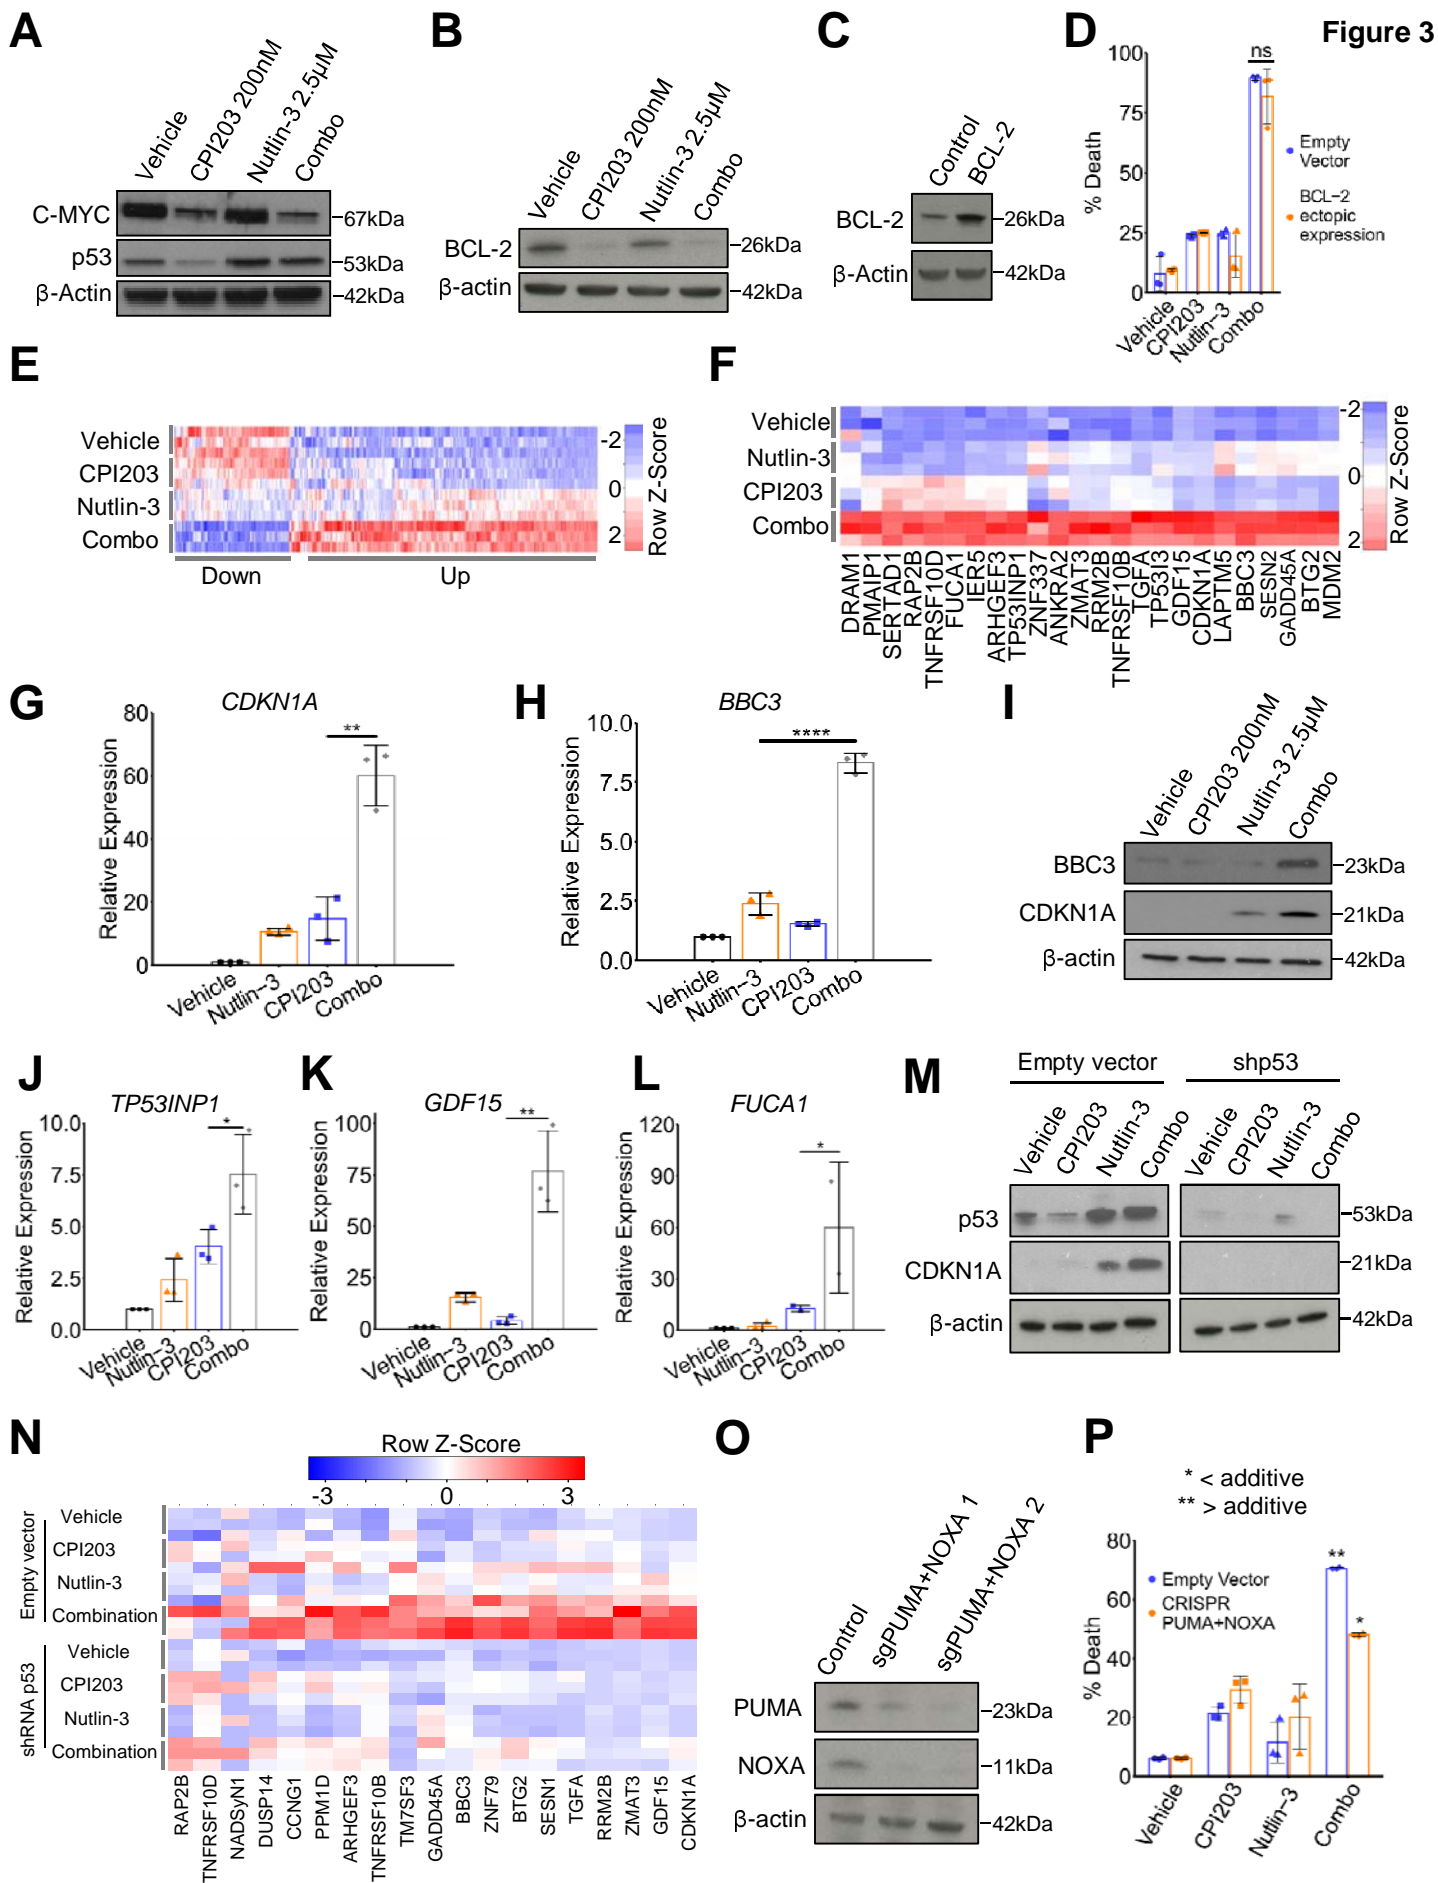 Figure 3
A
Vehicle
CPI203 200nM
Nutlin-3 2.5µM
Combo
C-MYC
67kDa
p53
53kDa
β-Actin
42kDa
B
Vehicle
CPI203 200nM
Nutlin-3 2.5µM
Combo
BCL-2
26kDa
β-actin
42kDa
C
Control
BCL-2
BCL-2
26kDa
β-Actin
42kDa
D
ns
100
75
50
25
0
% Death
Vehicle
CPI203
Nutlin-3
Combo
Empty
Vector
BCL-2
ectopic
expression
E
Vehicle
CPI203
Nutlin-3
Combo
Down
Up
-2
0
2
Row Z-Score
F
Vehicle
Nutlin-3
CPI203
Combo
-2
0
2
Row Z-Score
DRAM1
PMAIP1
SERTAD1
RAP2B
TNFRSF10D
FUCA1
IER5
ARHGEF3
TP53INP1
ZNF337
ANKRA2
ZMAT3
RRM2B
TNFRSF10B
TGFA
TP53I3
GDF15
CDKN1A
LAPTM5
BBC3
SESN2
GADD45A
BTG2
MDM2
G
CDKN1A
**
80
60
40
20
0
Relative Expression
Vehicle
Nutlin-3
CPI203
Combo
H
BBC3
****
10.0
7.5
5.0
2.5
0.0
Relative Expression
Vehicle
Nutlin-3
CPI203
Combo
I
Vehicle
CPI203 200nM
Nutlin-3 2.5µM
Combo
BBC3
23kDa
CDKN1A
21kDa
β-actin
42kDa
J
TP53INP1
*
10.0
7.5
5.0
2.5
0.0
Relative Expression
Vehicle
Nutlin-3
CPI203
Combo
K
GDF15
**
100
75
50
25
0
Relative Expression
Vehicle
Nutlin-3
CPI203
Combo
L
FUCA1
*
120
90
60
30
0
Relative Expression
Vehicle
Nutlin-3
CPI203
Combo
M
Empty vector
shp53
Vehicle
CPI203
Nutlin-3
Combo
Vehicle
CPI203
Nutlin-3
Combo
p53
53kDa
CDKN1A
21kDa
β-actin
42kDa
N
Row Z-Score
-3
0
3
Empty vector
Vehicle
CPI203
Nutlin-3
Combination
shRNA p53
Vehicle
CPI203
Nutlin-3
Combination
RAP2B
TNFRSF10D
NADSyN1
DUSP14
CCNG1
PPM1D
ARHGEF3
TNFRSF10B
TM7SF3
GADD45A
BBC3
ZNF79
BTG2
SESN1
TGFA
RRM2B
ZMAT3
GDF15
CDKN1A
O
Control
sgPUMA+NOXA 1
sgPUMA+NOXA 2
PUMA
23kDa
NOXA
11kDa
β-actin
42kDa
P
* < additive
** > additive
80
60
40
20
0
% Death
Empty Vector
CRISPR
PUMA+NOXA
**
*
Vehicle
CPI203
Nutlin-3
Combo